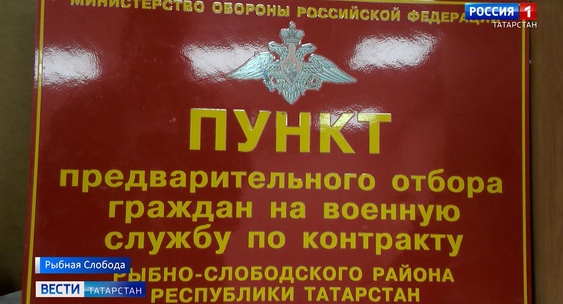 МИНИСТЕРСТВО ОБОРОНЫ РОССИЙСКОЙ ФЕДЕРАЦИИ
РОССИЯ 1
ТАТАРСТАН
ПУНКТ
предварительного отбора
граждан на военную
службу по контракту
Рыбная Слобода
РЫБНО-СЛОБОДСКОГО РАЙОНА
ВЕСТИ ТАТАРСТАН
РЕСПУБЛИКИ ТАТАРСТАН